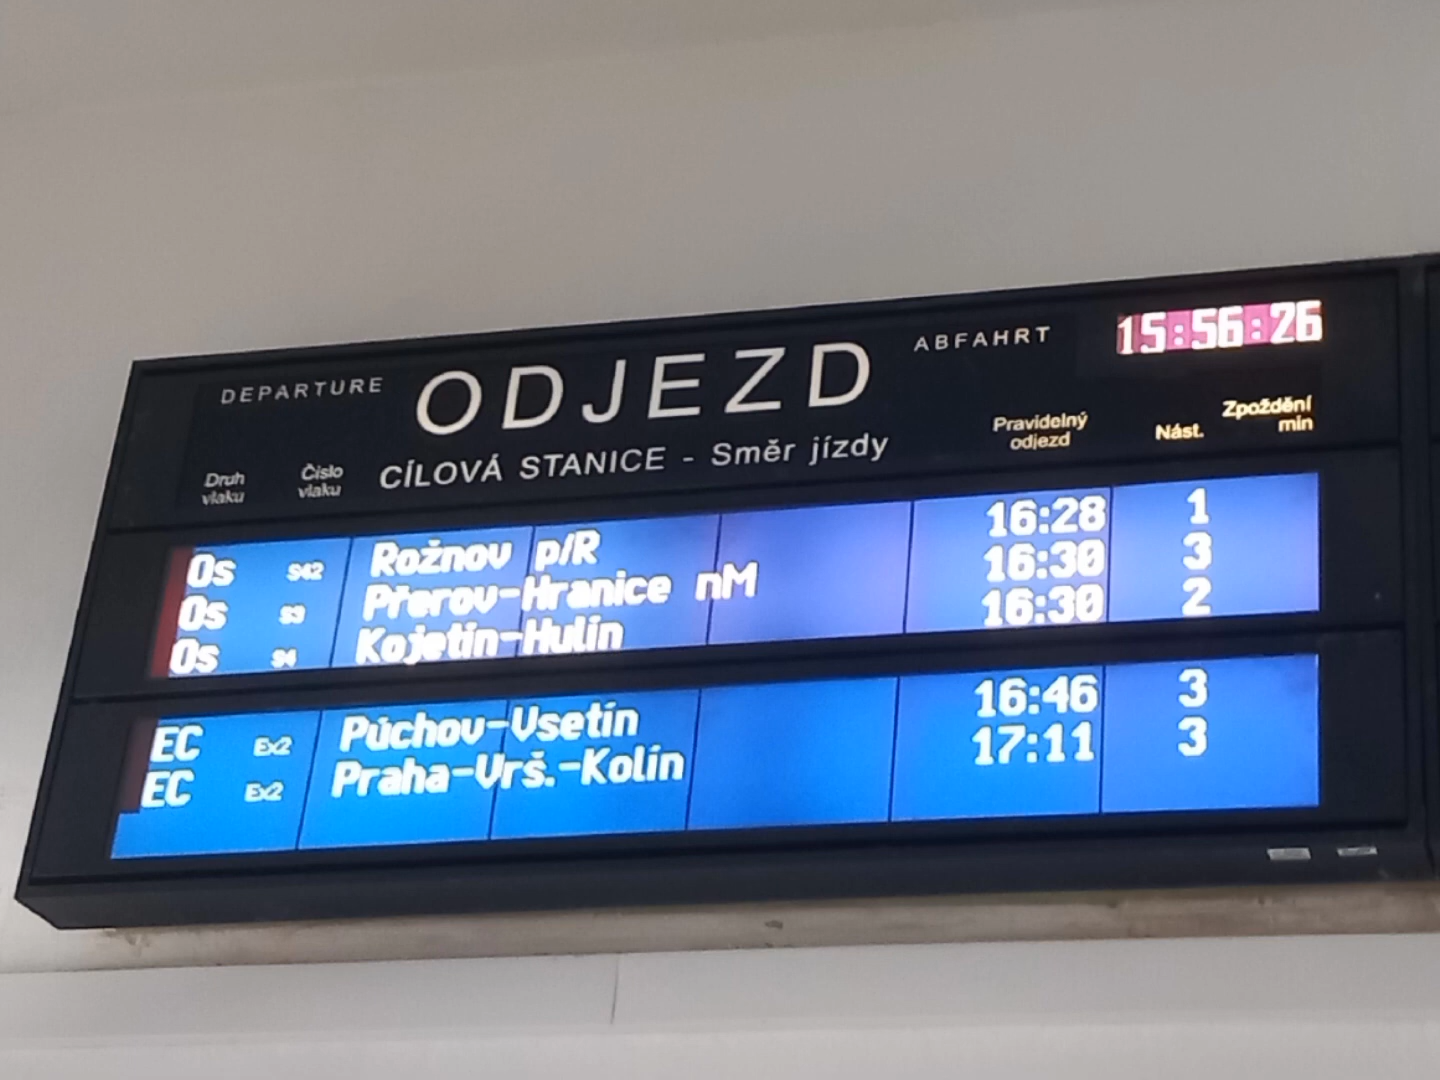 DEPARTURE ODJEZD ABFAHRT 15:56:26
Druh vlaku Číslo vlaku CÍLOVÁ STANICE - Směr jízdy Pravidelný odjezd Nást. Zpoždění min
Os S42 Rožnov p/R 16:28 1
Os S3 Přerov-Hranice nM 16:30 3
Os S4 Kojetín-Hulín 16:30 2
EC Ex2 Púchov-Vsetín 16:46 3
EC Ex2 Praha-Vrš.-Kolín 17:11 3